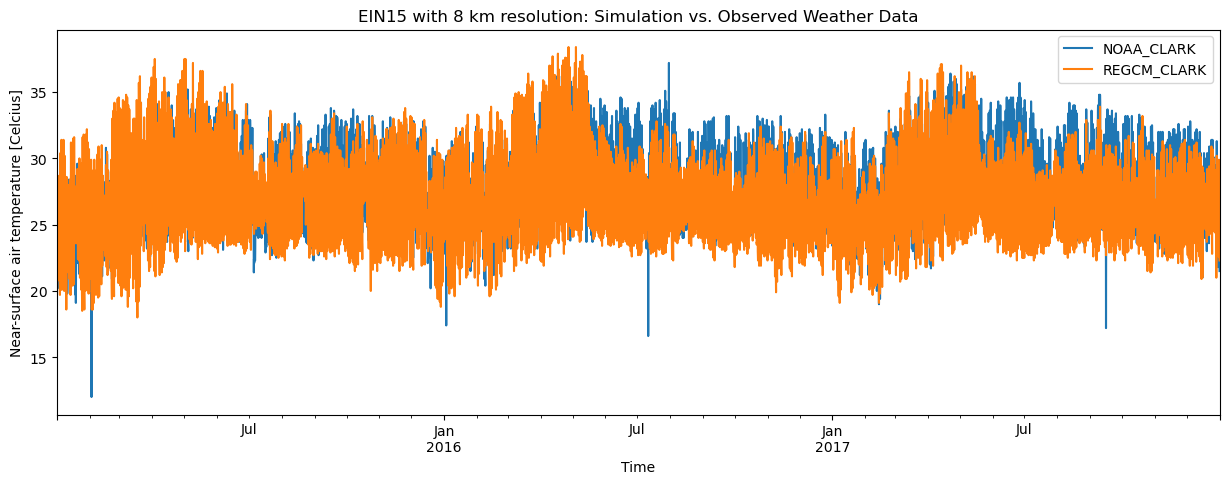 EIN15 with 8 km resolution: Simulation vs. Observed Weather Data
NOAA_CLARK
REGCM_CLARK
Near-surface air temperature [Celcius]
35
30
25
20
15
Jul
Jan
2016
Jul
Jan
2017
Jul
Time